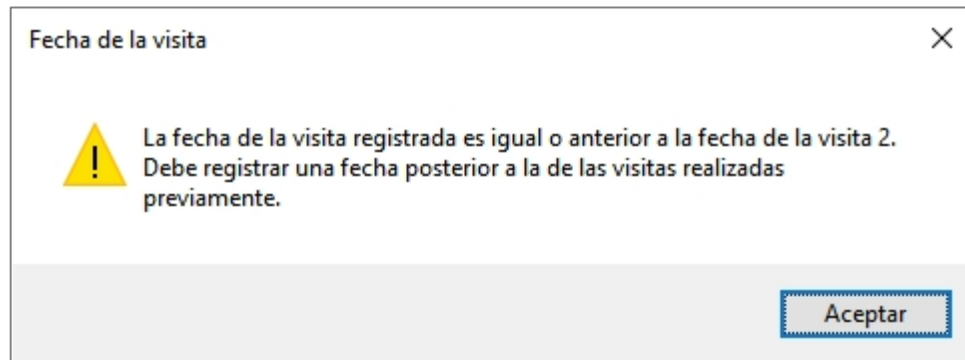 Fecha de la visita
La fecha de la visita registrada es igual o anterior a la fecha de la visita 2.
Debe registrar una fecha posterior a la de las visitas realizadas
previamente.
Aceptar